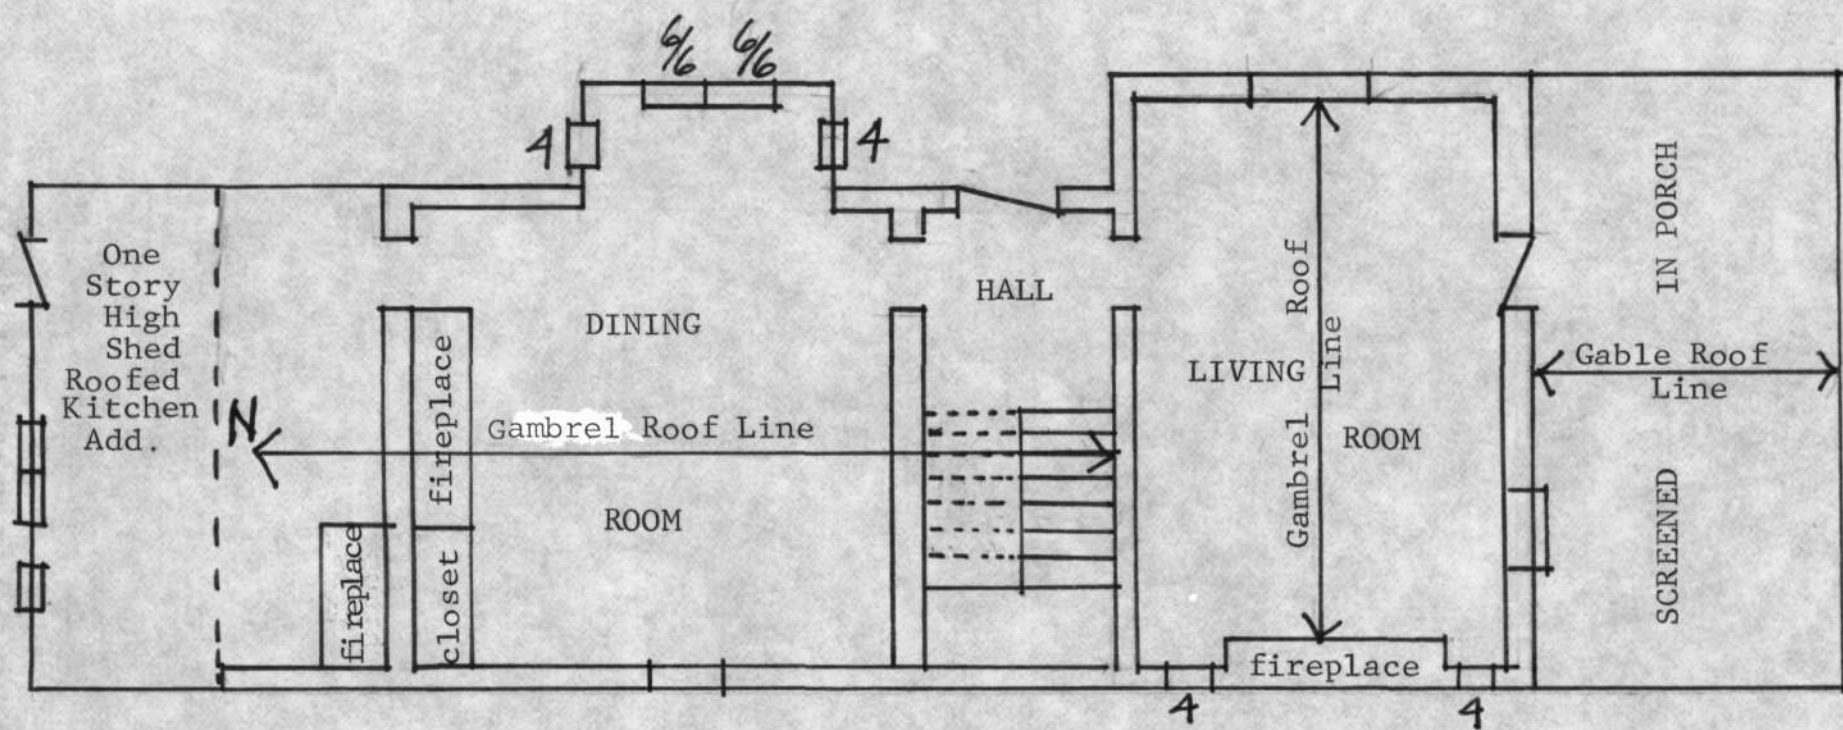 6/6 6/6
4
4
One
Story
High
Shed
Roofed
Kitchen
Add.
N
fireplace
fireplace
closet
DINING
ROOM
Gambrel Roof Line
HALL
LIVING
ROOM
Gambrel Roof
Line
fireplace
4
4
SCREENED IN PORCH
Gable Roof
Line